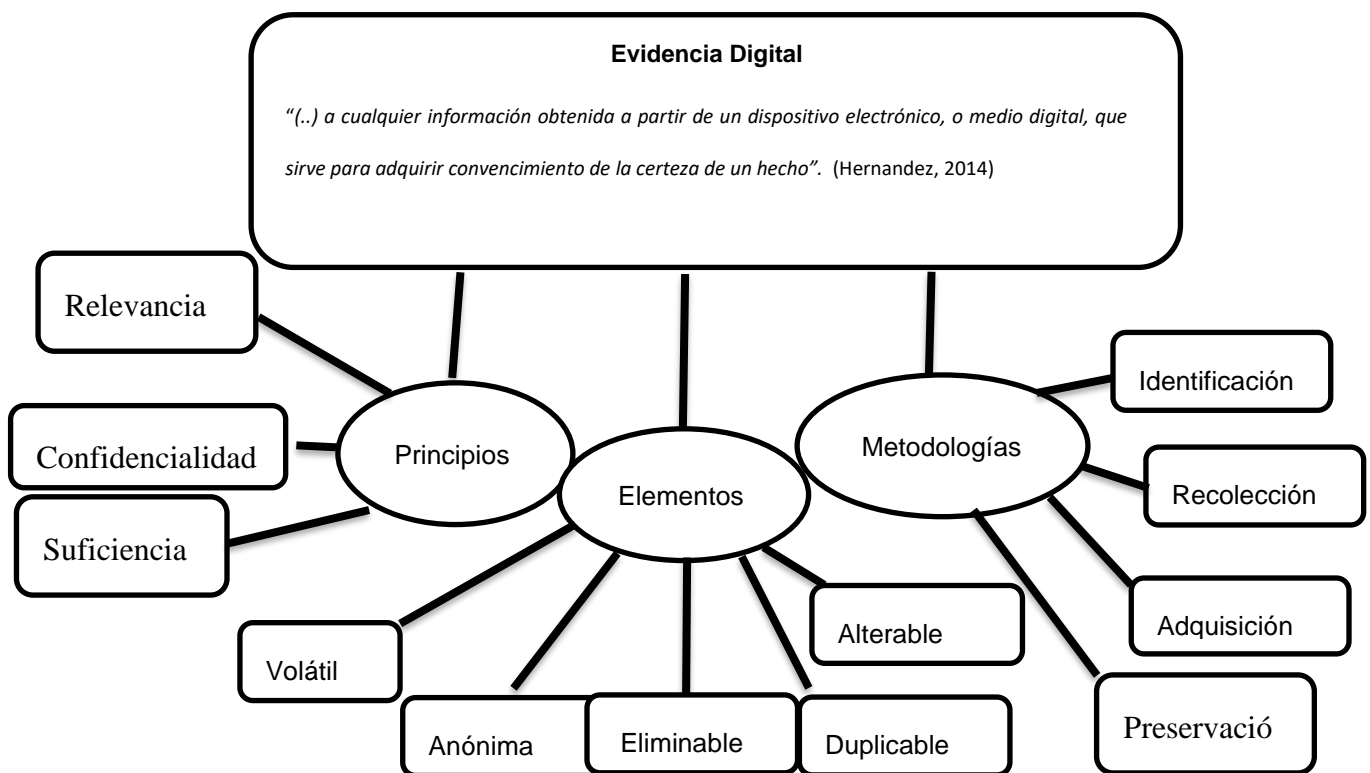 Evidencia Digital
“(..) a cualquier información obtenida a partir de un dispositivo electrónico, o medio digital, que
sirve para adquirir convencimiento de la certeza de un hecho”. (Hernandez, 2014)
Relevancia
Confidencialidad
Suficiencia
Principios
Elementos
Metodologías
Identificación
Recolección
Adquisición
Preservació
Volátil
Anónima
Eliminable
Duplicable
Alterable